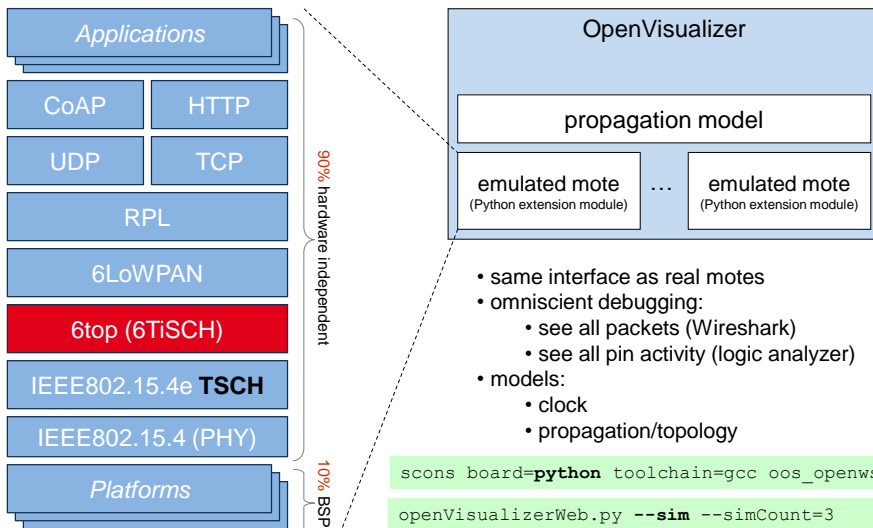 Applications
CoAP
HTTP
UDP
TCP
RPL
6LoWPAN
6top (6TiSCH)
IEEE802.15.4e TSCH
IEEE802.15.4 (PHY)
Platforms
90% hardware independent
10% BSP
OpenVisualizer
propagation model
emulated mote
(Python extension module)
…
emulated mote
(Python extension module)
• same interface as real motes
• omniscient debugging:
• see all packets (Wireshark)
• see all pin activity (logic analyzer)
• models:
• clock
• propagation/topology
scons board=python toolchain=gcc oos_openws
openVisualizerWeb.py --sim --simCount=3